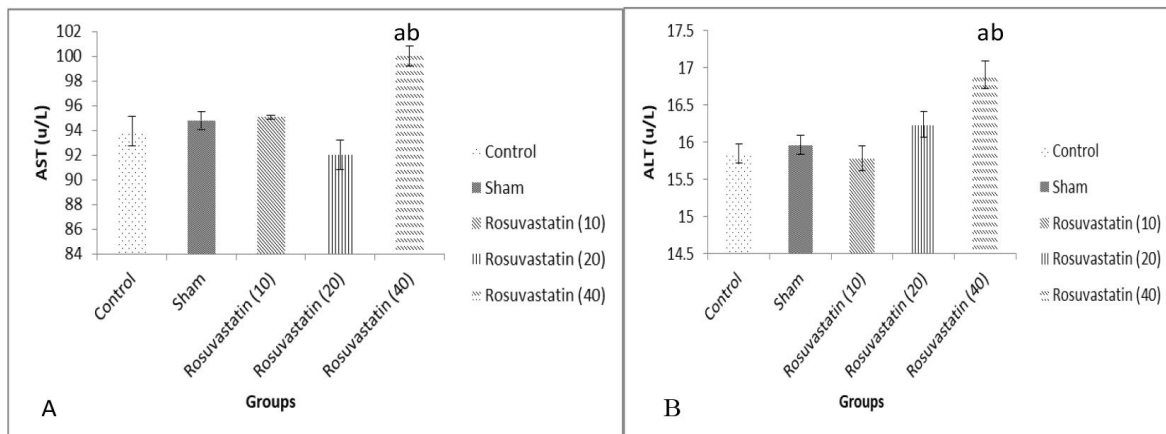 ab
102
100
98
96
94
92
90
88
86
84
AST (u/L)
Control
Sham
Rosuvastatin (10)
Rosuvastatin (20)
Rosuvastatin (40)
Groups
Control
Sham
Rosuvastatin (10)
Rosuvastatin (20)
Rosuvastatin (40)
A
ab
17.5
17
16.5
16
15.5
15
14.5
ALT (u/L)
Control
Sham
Rosuvastatin (10)
Rosuvastatin (20)
Rosuvastatin (40)
Groups
Control
Sham
Rosuvastatin (10)
Rosuvastatin (20)
Rosuvastatin (40)
B